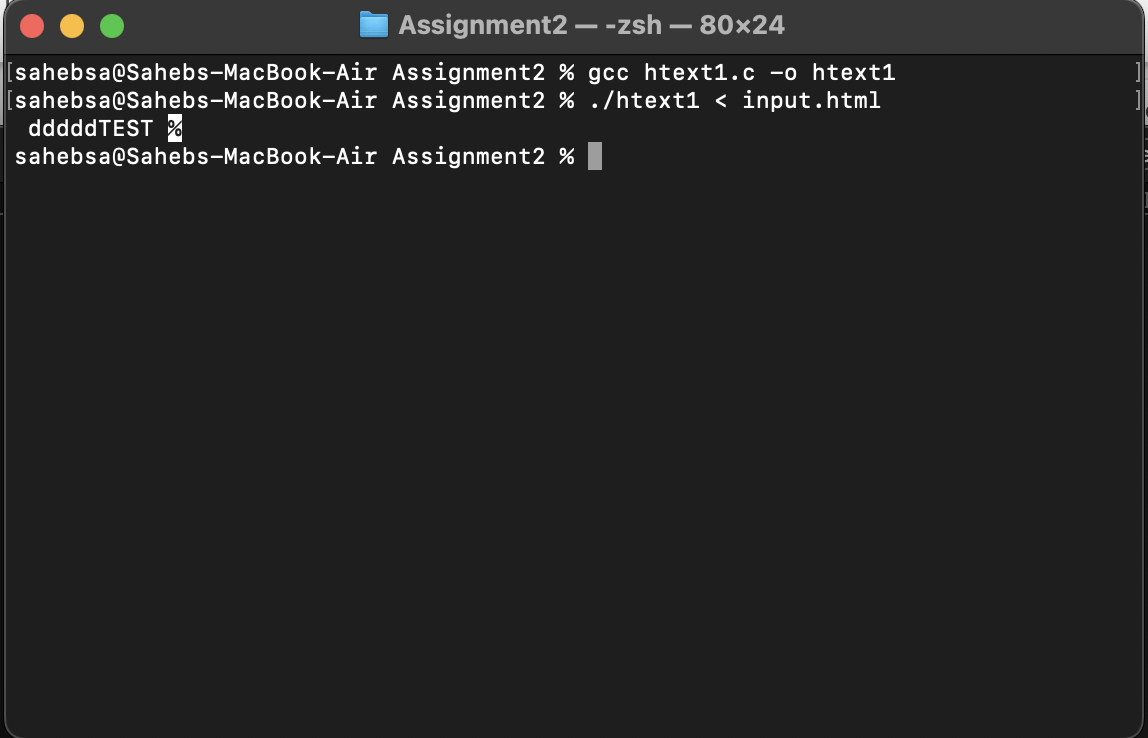 Assignment2 — -zsh — 80×24
[sahebsa@Sahebs-MacBook-Air Assignment2 % gcc htext1.c -o htext1 ]
[sahebsa@Sahebs-MacBook-Air Assignment2 % ./htext1 < input.html ]
dddddTEST %
sahebsa@Sahebs-MacBook-Air Assignment2 %